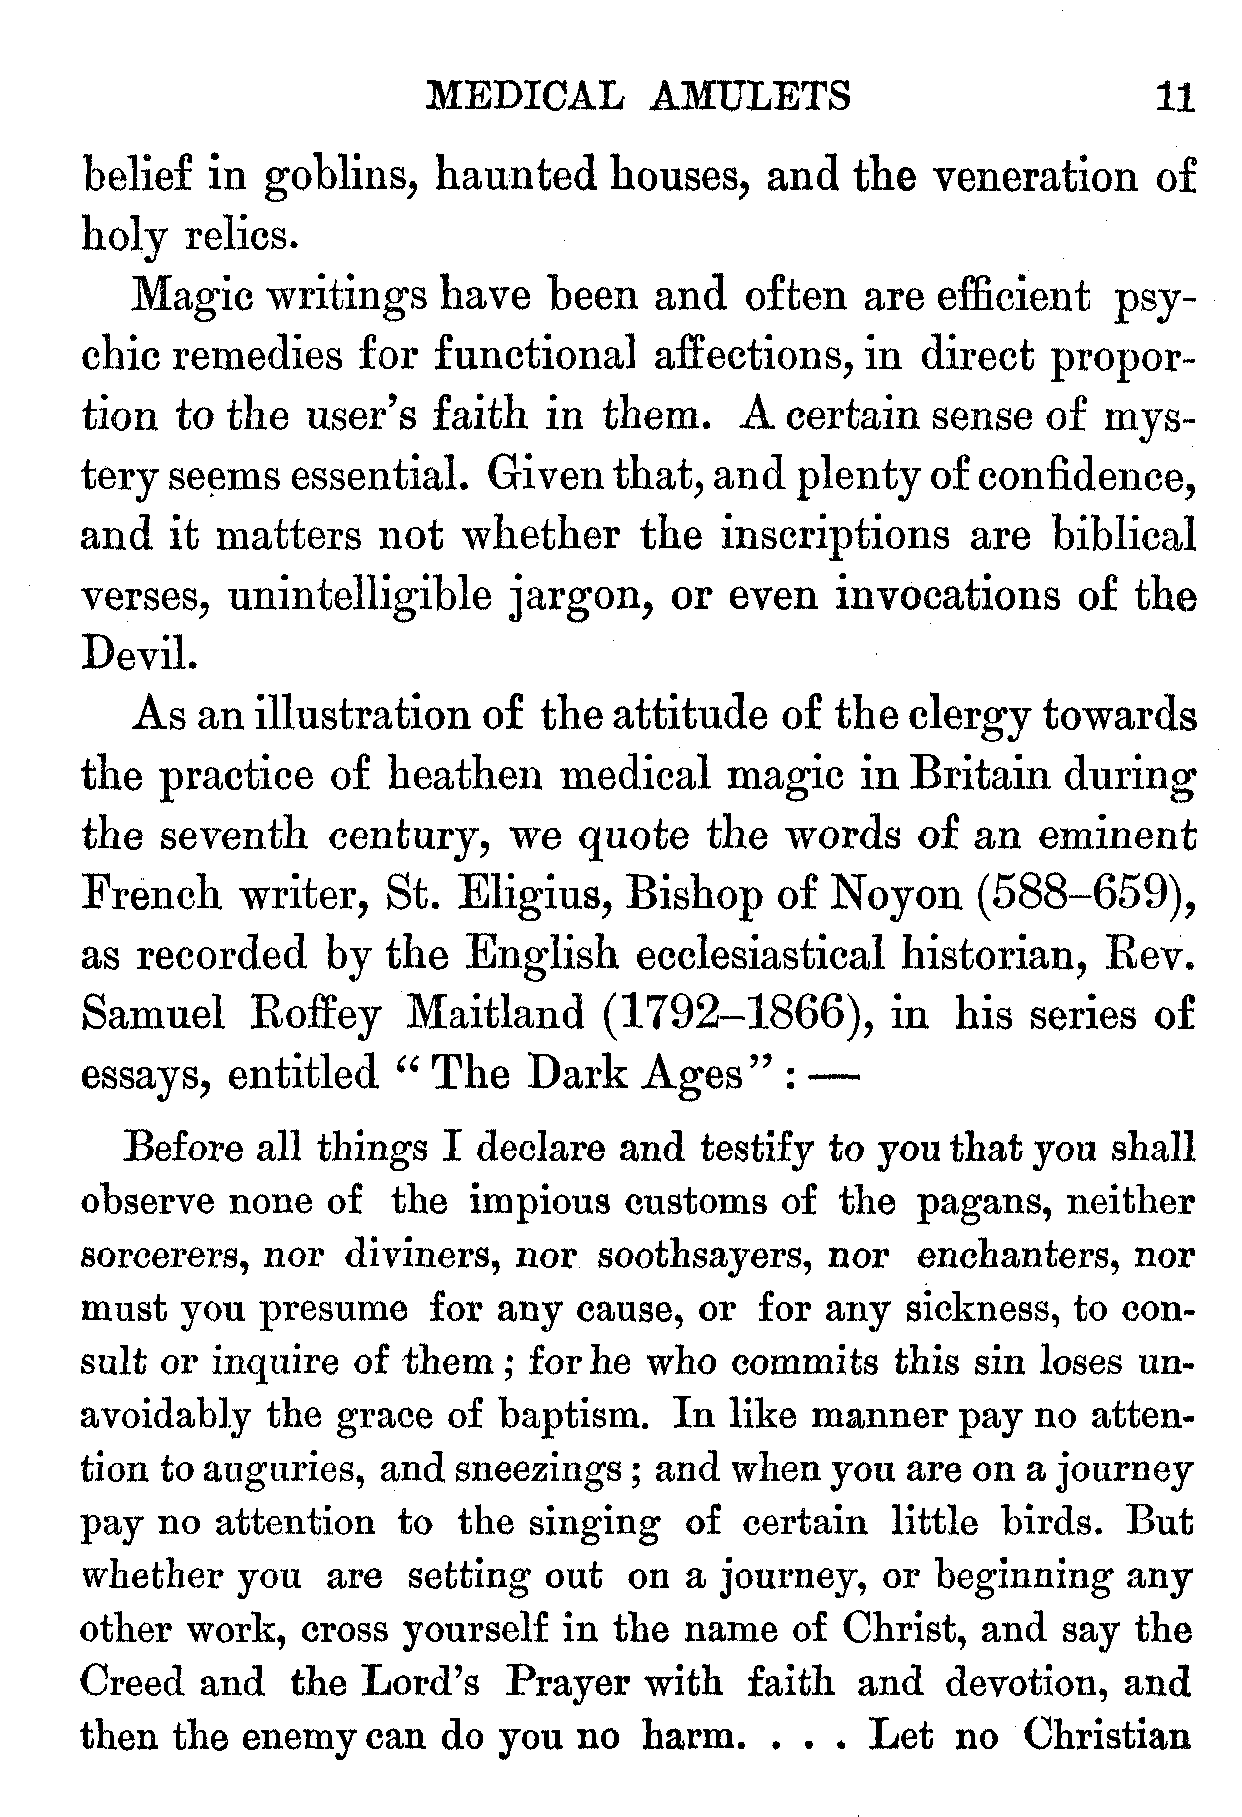 MEDICAL AMULETS 11
belief in goblins, haunted houses, and the veneration of
holy relics.
Magic writings have been and often are efficient psy-
chic remedies for functional affections, in direct propor-
tion to the user's faith in them. A certain sense of mys-
tery seems essential. Given that, and plenty of confidence,
and it matters not whether the inscriptions are biblical
verses, unintelligible jargon, or even invocations of the
Devil.
As an illustration of the attitude of the clergy towards
the practice of heathen medical magic in Britain during
the seventh century, we quote the words of an eminent
French writer, St. Eligius, Bishop of Noyon (588–659),
as recorded by the English ecclesiastical historian, Rev.
Samuel Roffey Maitland (1792–1866), in his series of
essays, entitled “ The Dark Ages” : —
Before all things I declare and testify to you that you shall
observe none of the impious customs of the pagans, neither
sorcerers, nor diviners, nor soothsayers, nor enchanters, nor
must you presume for any cause, or for any sickness, to con-
sult or inquire of them ; for he who commits this sin loses un-
avoidably the grace of baptism. In like manner pay no atten-
tion to auguries, and sneezings ; and when you are on a journey
pay no attention to the singing of certain little birds. But
whether you are setting out on a journey, or beginning any
other work, cross yourself in the name of Christ, and say the
Creed and the Lord's Prayer with faith and devotion, and
then the enemy can do you no harm. . . . Let no Christian